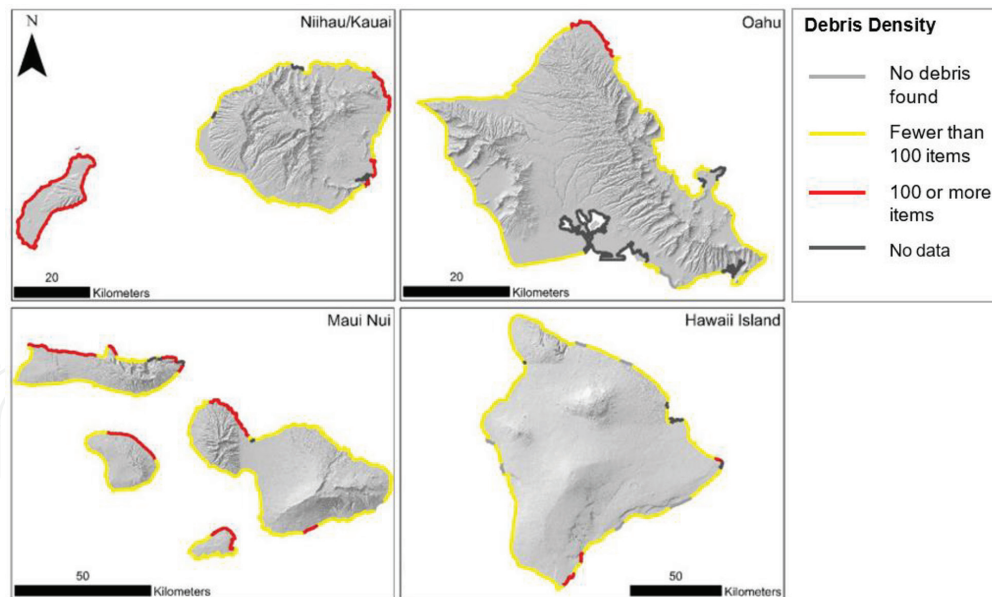 N
Niihau/Kauai
20
Kilometers
Oahu
20
Kilometers
Debris Density
No debris
found
Fewer than
100 items
100 or more
items
No data
Maui Nui
50
Kilometers
Hawaii Island
50
Kilometers